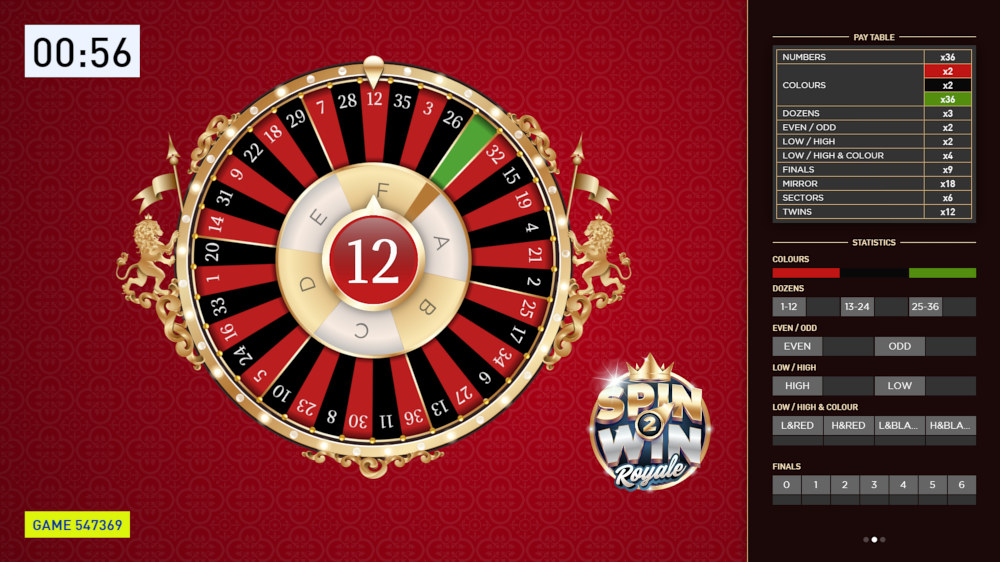 00:56
12
35
3
26
32
15
19
4
21
2
25
17
34
6
27
13
36
11
30
8
23
10
5
24
16
33
1
20
14
31
9
22
18
29
7
28
F
A
B
C
D
E
12
SPIN
2
WIN
Royale
GAME 547369
PAY TABLE
NUMBERS x36
x2
COLOURS x2
x36
DOZENS x3
EVEN / ODD x2
LOW / HIGH x2
LOW / HIGH & COLOUR x4
FINALS x9
MIRROR x18
SECTORS x6
TWINS x12
STATISTICS
COLOURS
DOZENS
1-12 13-24 25-36
EVEN / ODD
EVEN ODD
LOW / HIGH
HIGH LOW
LOW / HIGH & COLOUR
L&RED H&RED L&BLA... H&BLA...
FINALS
0 1 2 3 4 5 6